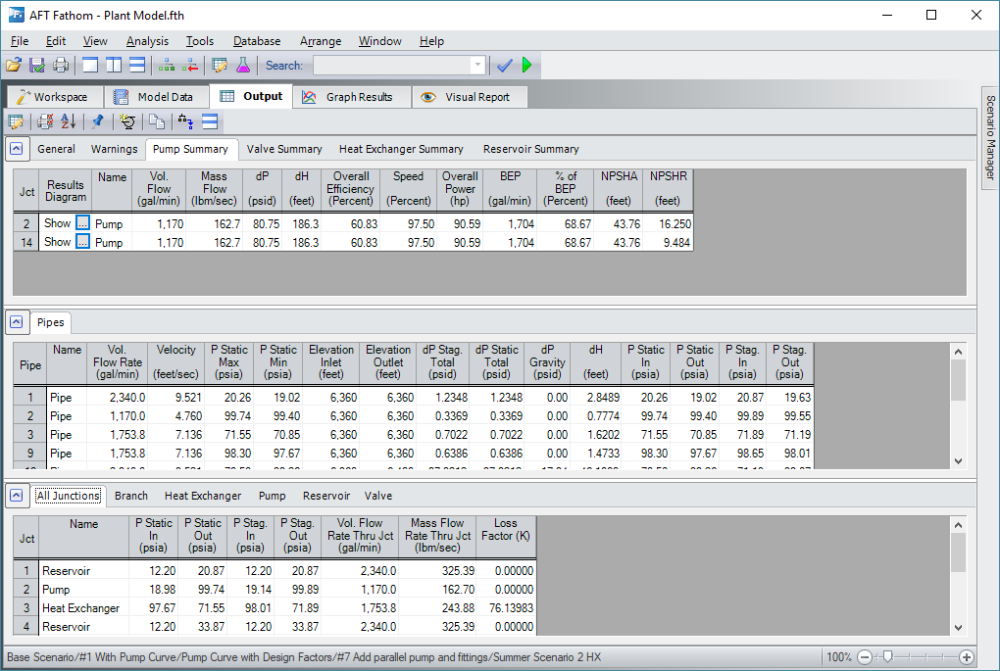 AFT Fathom - Plant Model.fth
File Edit View Analysis Tools Database Arrange Window Help
Search:
Workspace Model Data Output Graph Results Visual Report
Scenario Manager
General Warnings Pump Summary Valve Summary Heat Exchanger Summary Reservoir Summary
Jct Results Diagram Name Vol. Flow (gal/min) Mass Flow (lbm/sec) dP (psid) dH (feet) Overall Efficiency (Percent) Speed (Percent) Overall Power (hp) BEP (gal/min) % of BEP (Percent) NPSHA (feet) NPSHR (feet)
2 Show ... Pump 1,170 162.7 80.75 186.3 60.83 97.50 90.59 1,704 68.67 43.76 16.250
14 Show ... Pump 1,170 162.7 80.75 186.3 60.83 97.50 90.59 1,704 68.67 43.76 9.484
Pipes
Pipe Name Vol. Flow Rate (gal/min) Velocity (feet/sec) P Static Max (psia) P Static Min (psia) Elevation Inlet (feet) Elevation Outlet (feet) dP Stag. Total (psid) dP Static Total (psid) dP Gravity (psid) dH (feet) P Static In (psia) P Static Out (psia) P Stag. In (psia) P Stag. Out (psia)
1 Pipe 2,340.0 9.521 20.26 19.02 6,360 6,360 1.2348 1.2348 0.00 2.8489 20.26 19.02 20.87 19.63
2 Pipe 1,170.0 4.760 99.74 99.40 6,360 6,360 0.3369 0.3369 0.00 0.7774 99.74 99.40 99.89 99.55
3 Pipe 1,753.8 7.136 71.55 70.85 6,360 6,360 0.7022 0.7022 0.00 1.6202 71.55 70.85 71.89 71.19
9 Pipe 1,753.8 7.136 98.30 97.67 6,360 6,360 0.6386 0.6386 0.00 1.4733 98.30 97.67 98.65 98.01
All Junctions Branch Heat Exchanger Pump Reservoir Valve
Jct Name P Static In (psia) P Static Out (psia) P Stag. In (psia) P Stag. Out (psia) Vol. Flow Rate Thru Jct (gal/min) Mass Flow Rate Thru Jct (lbm/sec) Loss Factor (K)
1 Reservoir 12.20 20.87 12.20 20.87 2,340.0 325.39 0.00000
2 Pump 18.98 99.74 19.14 99.89 1,170.0 162.70 0.00000
3 Heat Exchanger 97.67 71.55 98.01 71.89 1,753.8 243.88 76.13983
4 Reservoir 12.20 33.87 12.20 33.87 2,340.0 325.39 0.00000
Base Scenario/#1 With Pump Curve/Pump Curve with Design Factors/#7 Add parallel pump and fittings/Summer Scenario 2 HX 100%